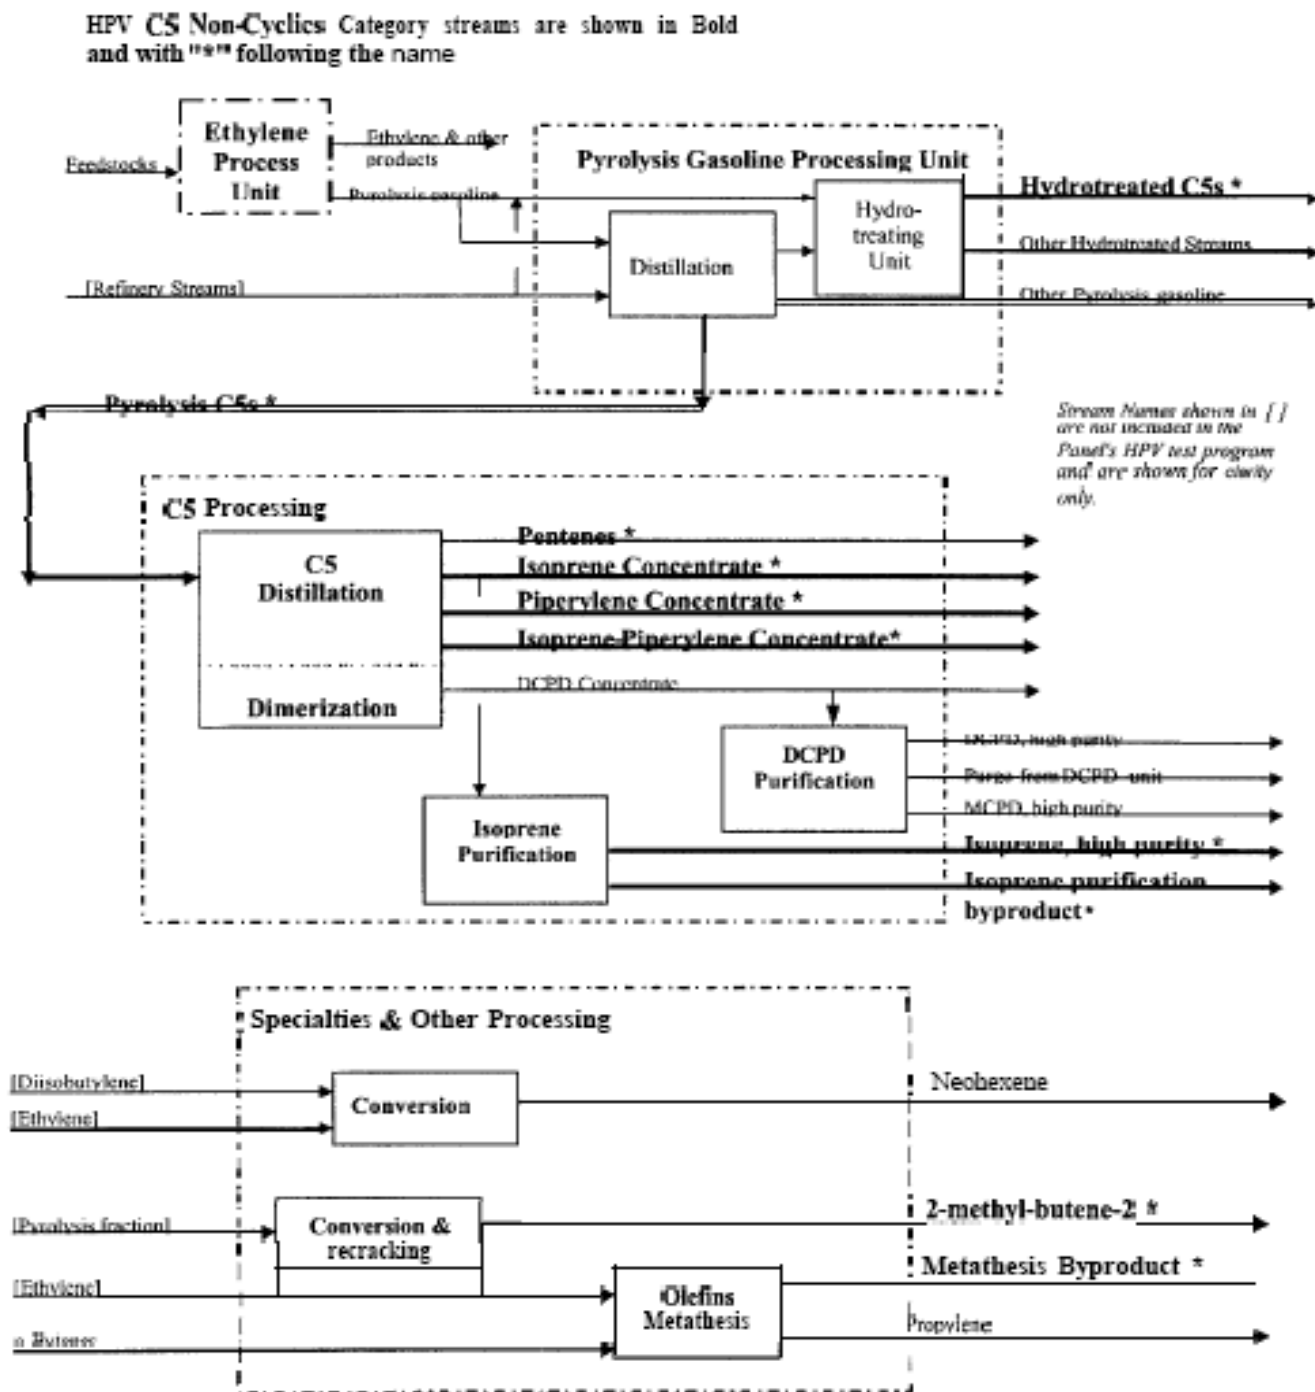 HPV C5 Non-Cyclics Category streams are shown in Bold
and with "*" following the name
Ethylene
Process
Unit
Feedstocks
Ethylene & other
products
Pyrolysis gasoline
[Refinery Streams]
Pyrolysis Gasoline Processing Unit
Hydro-
treating
Unit
Distillation
Hydrotreated C5s *
Other Hydrotreated Streams
Other Pyrolysis gasoline
Pyrolysis C5s *
Stream Names shown in [ ]
are not included in the
Panel's HPV test program
and are shown for clarity
only.
C5 Processing
C5
Distillation
Dimerization
Pentenes *
Isoprene Concentrate *
Piperylene Concentrate *
Isoprene-Piperylene Concentrate*
DCPD Concentrate
DCPD
Purification
DCPD, high purity
Purge from DCPD unit
MCPD, high purity
Isoprene
Purification
Isoprene, high purity *
Isoprene purification
byproduct*
Specialties & Other Processing
[Diisobutylene]
[Ethylene]
Conversion
Neohexene
[Pyrolysis fraction]
Conversion &
recracking
2-methyl-butene-2 *
[Ethylene]
n Butenes
Olefins
Metathesis
Metathesis Byproduct *
Propylene